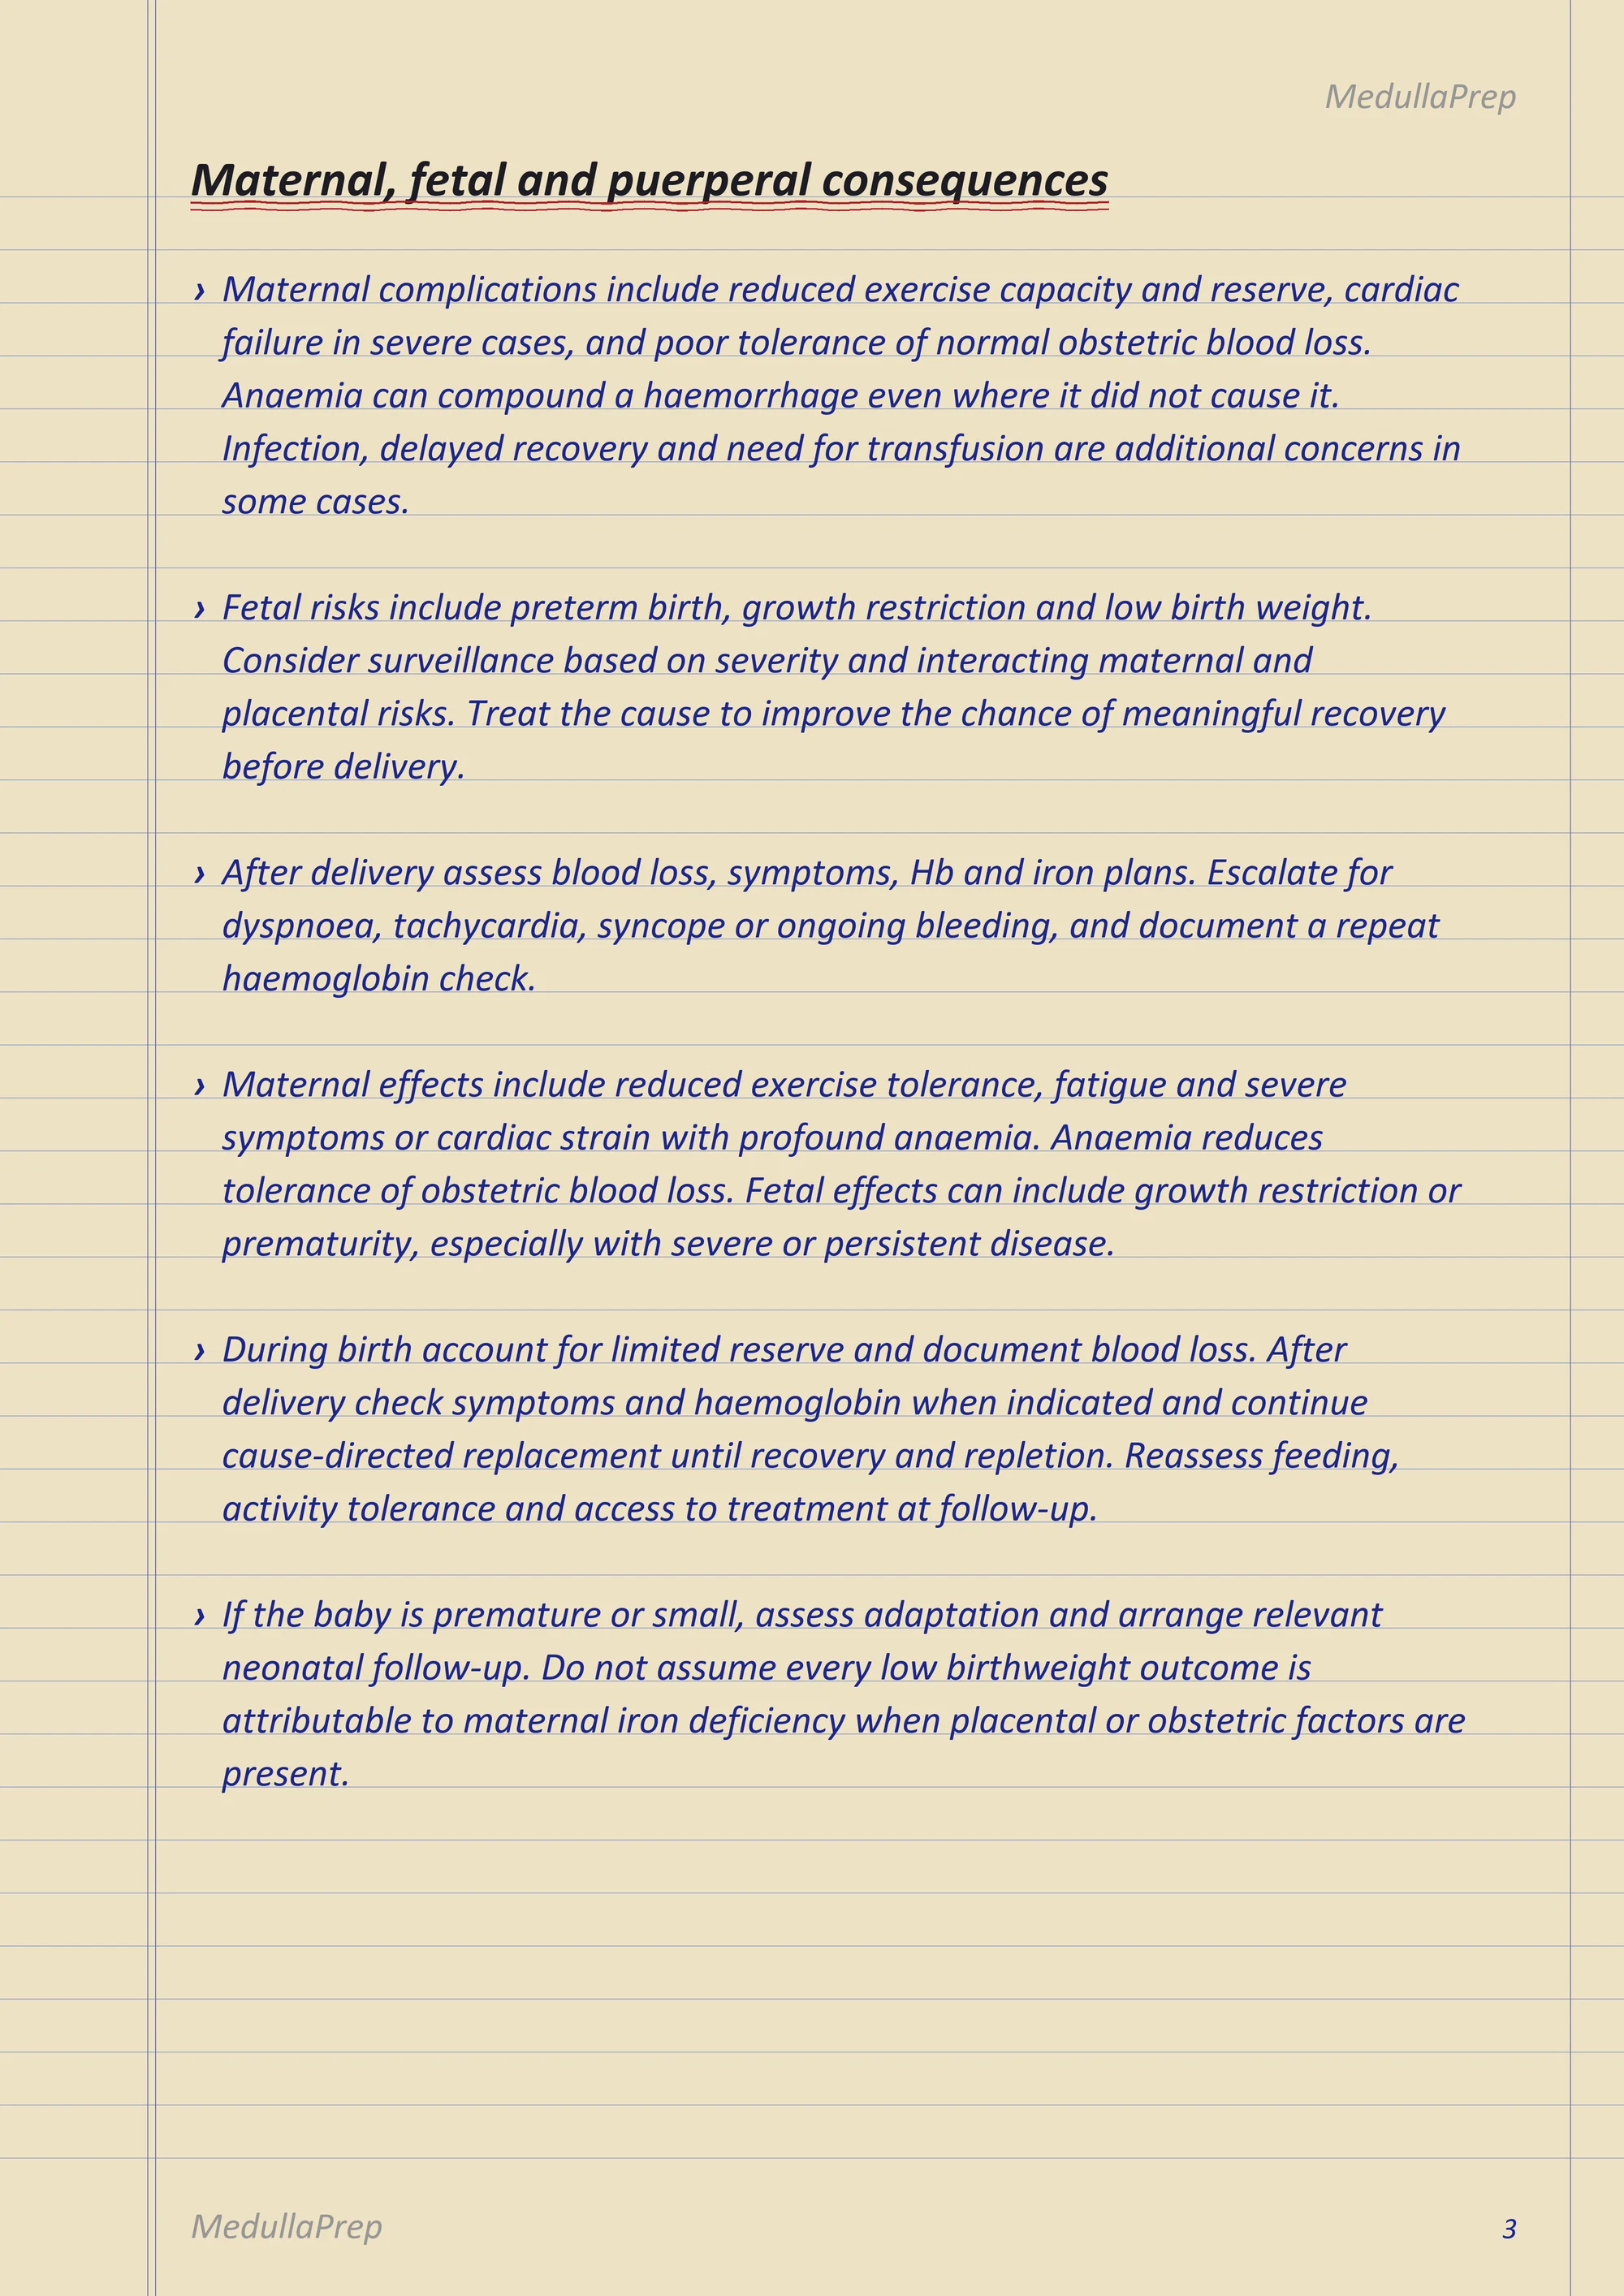 MedullaPrep
Maternal, fetal and puerperal consequences
› Maternal complications include reduced exercise capacity and reserve, cardiac
failure in severe cases, and poor tolerance of normal obstetric blood loss.
Anaemia can compound a haemorrhage even where it did not cause it.
Infection, delayed recovery and need for transfusion are additional concerns in
some cases.
› Fetal risks include preterm birth, growth restriction and low birth weight.
Consider surveillance based on severity and interacting maternal and
placental risks. Treat the cause to improve the chance of meaningful recovery
before delivery.
› After delivery assess blood loss, symptoms, Hb and iron plans. Escalate for
dyspnoea, tachycardia, syncope or ongoing bleeding, and document a repeat
haemoglobin check.
› Maternal effects include reduced exercise tolerance, fatigue and severe
symptoms or cardiac strain with profound anaemia. Anaemia reduces
tolerance of obstetric blood loss. Fetal effects can include growth restriction or
prematurity, especially with severe or persistent disease.
› During birth account for limited reserve and document blood loss. After
delivery check symptoms and haemoglobin when indicated and continue
cause-directed replacement until recovery and repletion. Reassess feeding,
activity tolerance and access to treatment at follow-up.
› If the baby is premature or small, assess adaptation and arrange relevant
neonatal follow-up. Do not assume every low birthweight outcome is
attributable to maternal iron deficiency when placental or obstetric factors are
present.
MedullaPrep
3